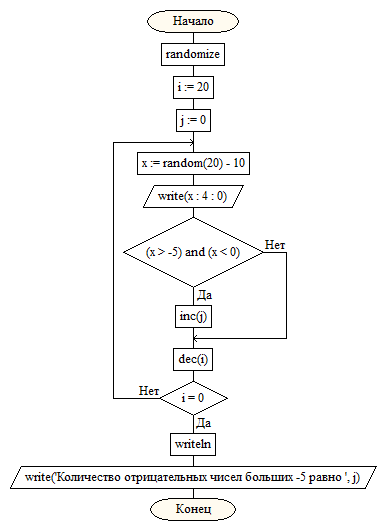 Начало
randomize
i := 20
j := 0
x := random(20) - 10
write(x : 4 : 0)
(x > -5) and (x < 0)
Нет
Да
inc(j)
dec(i)
Нет
i = 0
Да
writeln
write('Количество отрицательных чисел больших -5 равно ', j)
Конец